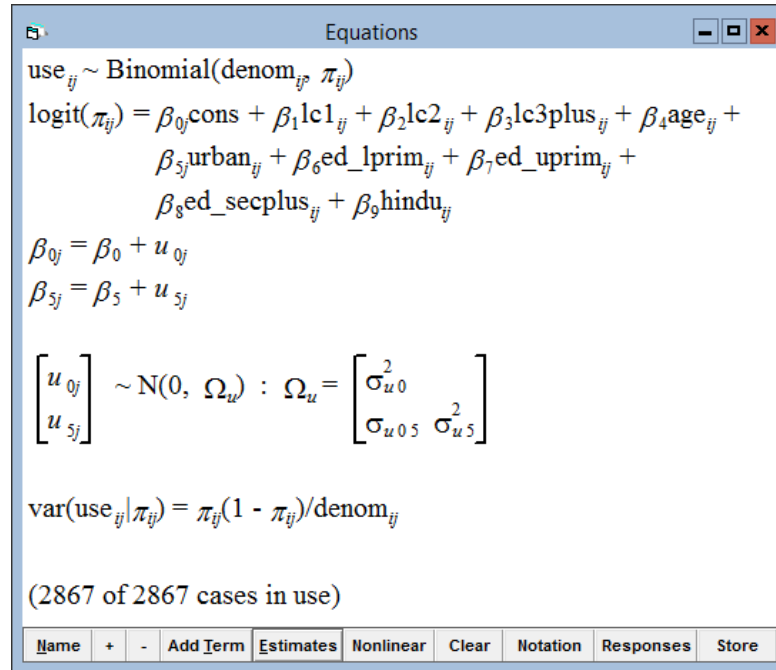 Equations
use_ij ~ Binomial(denom_ij, π_ij)
logit(π_ij) = β_0j cons + β_1 lc1_ij + β_2 lc2_ij + β_3 lc3plus_ij + β_4 age_ij +
β_5j urban_ij + β_6 ed_lprim_ij + β_7 ed_uprim_ij +
β_8 ed_secplus_ij + β_9 hindu_ij
β_0j = β_0 + u_0j
β_5j = β_5 + u_5j
[u_0j u_5j] ~ N(0, Ω_u) : Ω_u = [σ²_u0 σ_u05 σ²_u5]
var(use_ij|π_ij) = π_ij(1 - π_ij)/denom_ij
(2867 of 2867 cases in use)
Name + - Add Term Estimates Nonlinear Clear Notation Responses Store